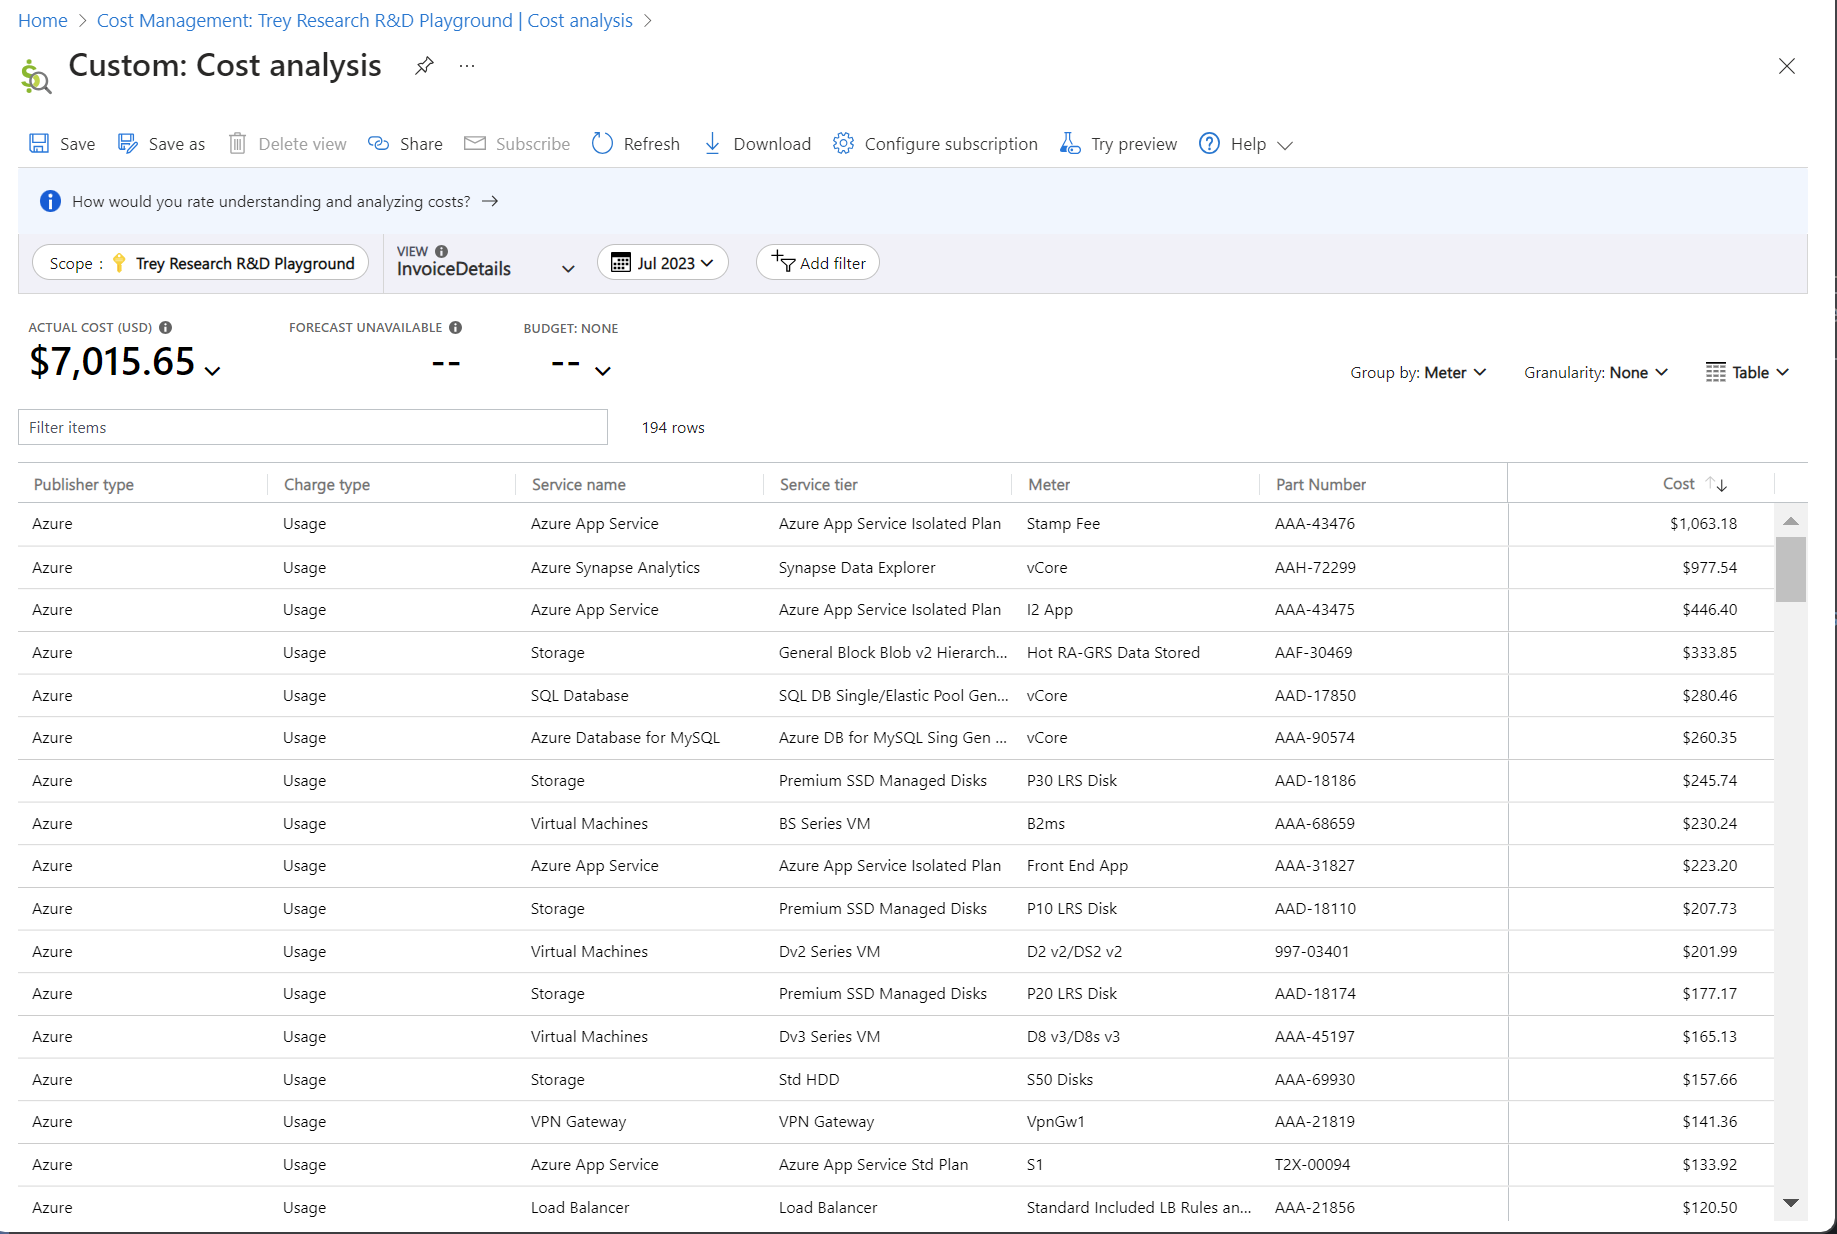 Home > Cost Management: Trey Research R&D Playground | Cost analysis >
Custom: Cost analysis
Save Save as Delete view Share Subscribe Refresh Download Configure subscription Try preview Help
How would you rate understanding and analyzing costs? →
Scope : Trey Research R&D Playground VIEW InvoiceDetails Jul 2023 Add filter
ACTUAL COST (USD) FORECAST UNAVAILABLE BUDGET: NONE
$7,015.65 -- --
Group by: Meter Granularity: None Table
Filter items 194 rows
Publisher type Charge type Service name Service tier Meter Part Number Cost ↑↓
Azure Usage Azure App Service Azure App Service Isolated Plan Stamp Fee AAA-43476 $1,063.18
Azure Usage Azure Synapse Analytics Synapse Data Explorer vCore AAH-72299 $977.54
Azure Usage Azure App Service Azure App Service Isolated Plan I2 App AAA-43475 $446.40
Azure Usage Storage General Block Blob v2 Hierarch... Hot RA-GRS Data Stored AAF-30469 $333.85
Azure Usage SQL Database SQL DB Single/Elastic Pool Gen... vCore AAD-17850 $280.46
Azure Usage Azure Database for MySQL Azure DB for MySQL Sing Gen ... vCore AAA-90574 $260.35
Azure Usage Storage Premium SSD Managed Disks P30 LRS Disk AAD-18186 $245.74
Azure Usage Virtual Machines BS Series VM B2ms AAA-68659 $230.24
Azure Usage Azure App Service Azure App Service Isolated Plan Front End App AAA-31827 $223.20
Azure Usage Storage Premium SSD Managed Disks P10 LRS Disk AAD-18110 $207.73
Azure Usage Virtual Machines Dv2 Series VM D2 v2/DS2 v2 997-03401 $201.99
Azure Usage Storage Premium SSD Managed Disks P20 LRS Disk AAD-18174 $177.17
Azure Usage Virtual Machines Dv3 Series VM D8 v3/D8s v3 AAA-45197 $165.13
Azure Usage Storage Std HDD S50 Disks AAA-69930 $157.66
Azure Usage VPN Gateway VPN Gateway VpnGw1 AAA-21819 $141.36
Azure Usage Azure App Service Azure App Service Std Plan S1 T2X-00094 $133.92
Azure Usage Load Balancer Load Balancer Standard Included LB Rules an... AAA-21856 $120.50